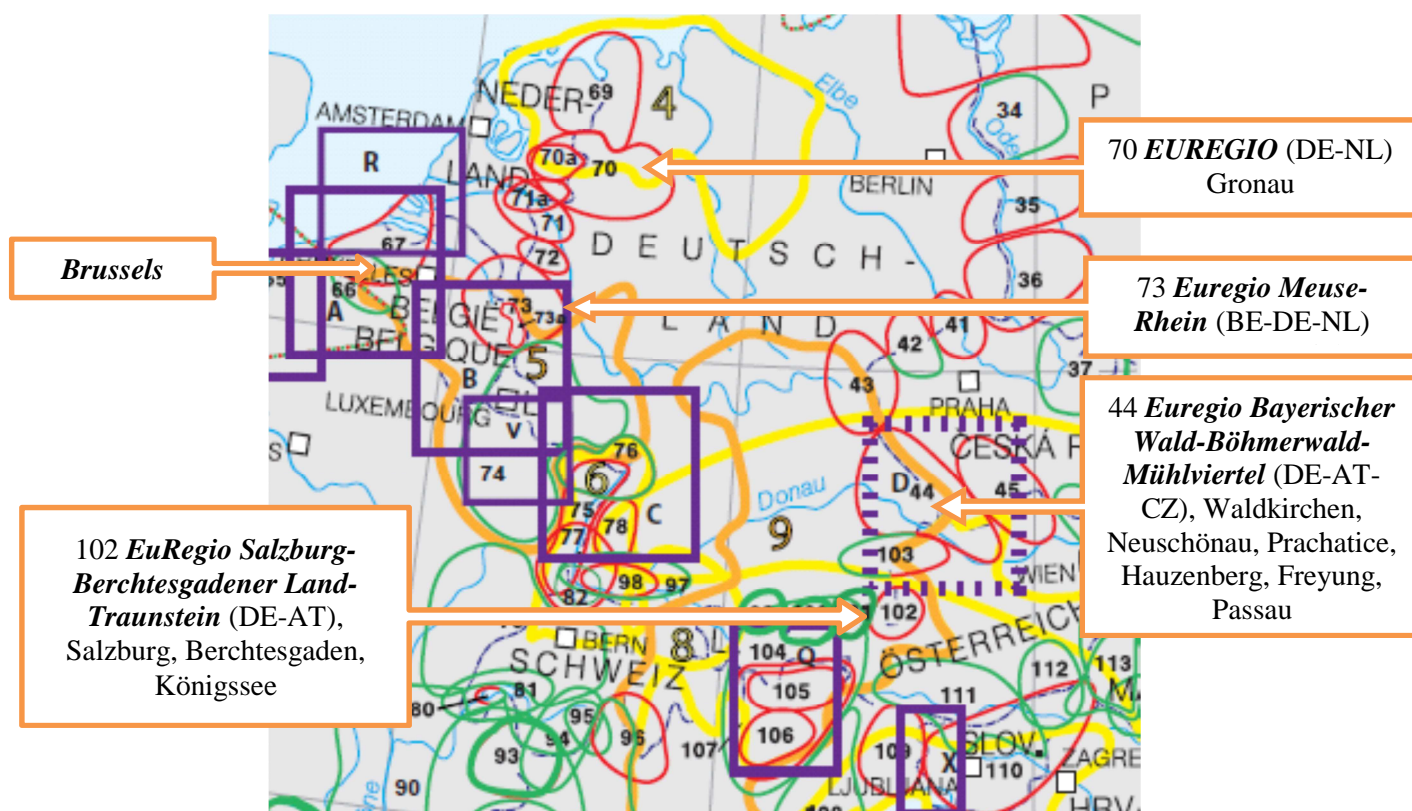 NEDER-
69
4
Elbe
34
P
AMSTERDAM
Ode
R
70a
70
BERLIN
LAND
71a
35
71
67
DEUTSCH-
72
LES
36
66
A
BELGIË
73
73a
LAND
41
BELGIQUE
42
5
37
B
43
PRAHA
LUXEMBOURG
L
V
ČESKÁ R
S
76
74
6
D
44
45
Donau
75
C
78
9
77
103
98
97
WIEN
82
102
BERN
8
L
104
Q
ÖSTERREICH
112
113
SCHWEIZ
105
111
M
81
80
95
94
96
106
109
SLOV.
93
107
X
110
ZAGRE
90
LJUBLJANA
HRV
70 EUREGIO (DE-NL)
Gronau
Brussels
73 Euregio Meuse-
Rhein (BE-DE-NL)
44 Euregio Bayerischer
Wald-Böhmerwald-
Mühlviertel (DE-AT-
CZ), Waldkirchen,
Neuschönau, Prachatice,
Hauzenberg, Freyung,
Passau
102 EuRegio Salzburg-
Berchtesgadener Land-
Traunstein (DE-AT),
Salzburg, Berchtesgaden,
Königssee